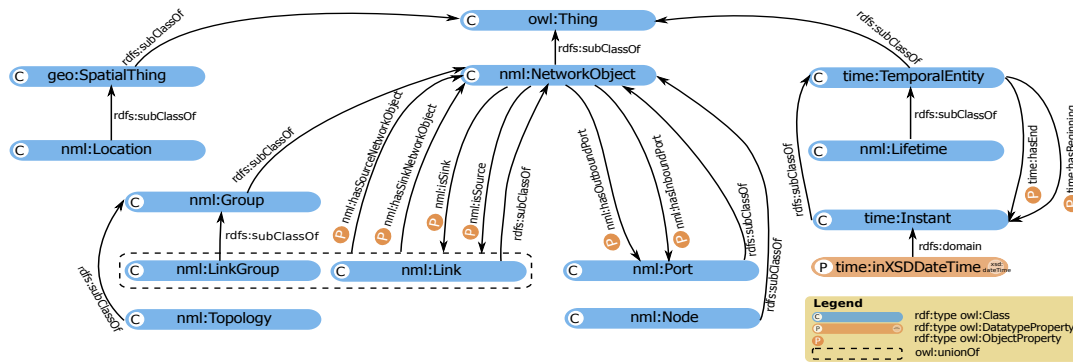 C owl:Thing
rdfs:subClassOf
rdfs:subClassOf
rdfs:subClassOf
C geo:SpatialThing
C nml:NetworkObject
C time:TemporalEntity
rdfs:subClassOf
rdfs:subClassOf
C nml:Location
C nml:Lifetime
rdfs:subClassOf
P nml:hasSourceNetworkObject
P nml:hasSinkNetworkObject
P nml:isSink
P nml:isSource
rdfs:subClassOf
P nml:hasOutboundPort
P nml:hasInboundPort
rdfs:subClassOf
rdfs:subClassOf
rdfs:subClassOf
P time:hasEnd
P time:hasBeginning
C nml:Group
C time:Instant
rdfs:subClassOf
rdfs:domain
C nml:LinkGroup
C nml:Link
C nml:Port
P time:inXSDDateTime xsd:dateTime
rdfs:subClassOf
C nml:Topology
C nml:Node
Legend
C rdf:type owl:Class
P rdf:type owl:DatatypeProperty
P rdf:type owl:ObjectProperty
owl:unionOf